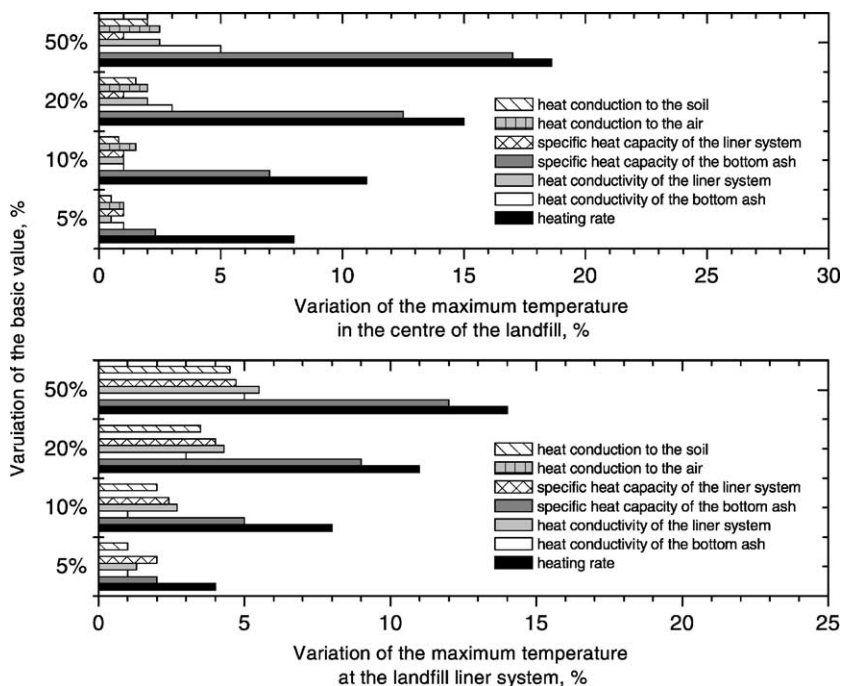 50%
20%
10%
5%
heat conduction to the soil
heat conduction to the air
specific heat capacity of the liner system
specific heat capacity of the bottom ash
heat conductivity of the liner system
heat conductivity of the bottom ash
heating rate
0 5 10 15 20 25 30
Variation of the maximum temperature
in the centre of the landfill, %
Varuiation of the basic value, %
50%
20%
10%
5%
heat conduction to the soil
heat conduction to the air
specific heat capacity of the liner system
specific heat capacity of the bottom ash
heat conductivity of the liner system
heat conductivity of the bottom ash
heating rate
0 5 10 15 20 25
Variation of the maximum temperature
at the landfill liner system, %